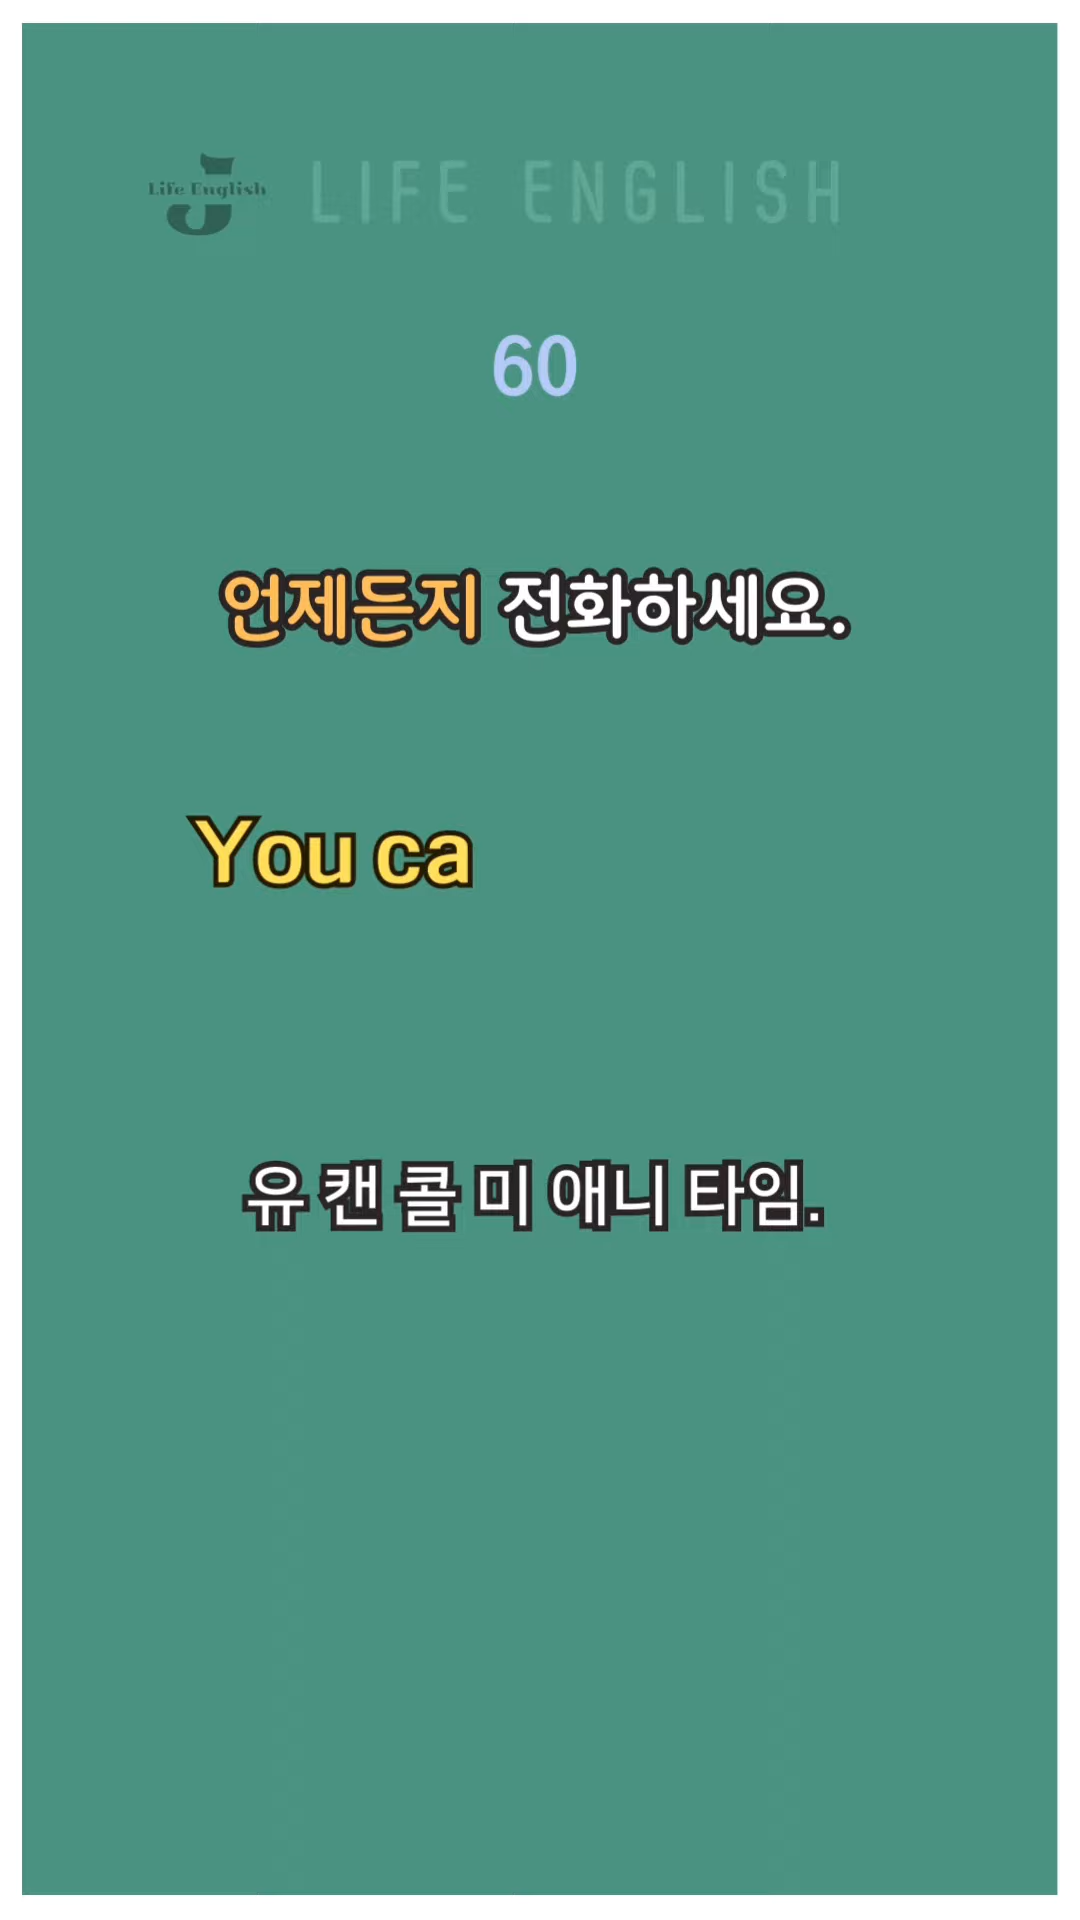 Life English
LIFE ENGLISH
60
언제든지 전화하세요.
You ca
유 캔 콜 미 애니 타임.